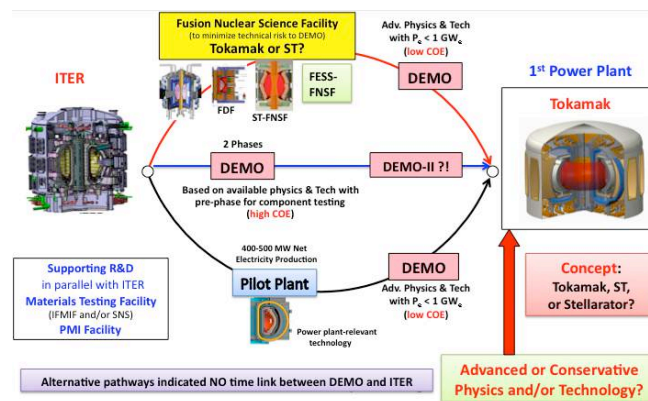 Fusion Nuclear Science Facility
(to minimize technical risk to DEMO)
Tokamak or ST?
FESS-
FNSF
FDF
ST-FNSF
Adv. Physics & Tech
with Pₑ < 1 GWₑ
(low COE)
DEMO
ITER
1st Power Plant
Tokamak
2 Phases
DEMO
DEMO-II ?!
Based on available physics & Tech with
pre-phase for component testing
(high COE)
400-500 MW Net
Electricity Production
Pilot Plant
Power plant-relevant
technology
DEMO
Adv. Physics & Tech
with Pₑ < 1 GWₑ
(low COE)
Supporting R&D
in parallel with ITER
Materials Testing Facility
(IFMIF and/or SNS)
PMI Facility
Concept:
Tokamak, ST,
or Stellarator?
Alternative pathways indicated NO time link between DEMO and ITER
Advanced or Conservative
Physics and/or Technology?